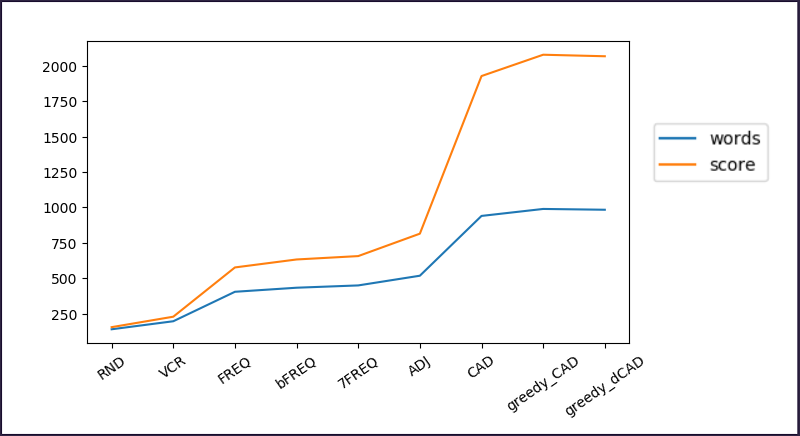 2000
1750
1500
1250
1000
750
500
250
RND
VCR
FREQ
bFREQ
7FREQ
ADJ
CAD
greedy_CAD
greedy_dCAD
words
score